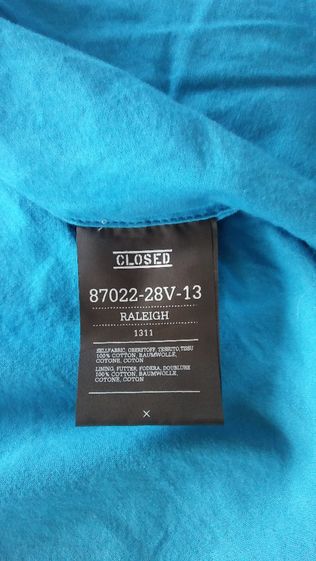 CLOSED
87022-28V-13
RALEIGH
1311
SELLFABRIC, OBERSTOFF, TESSUTO, TISSU
100% COTTON, BAUMWOLLE,
COTONE, COTON
LINING, FUTTER, FODERA, DOUBLURE
100% COTTON, BAUMWOLLE,
COTONE, COTON
X